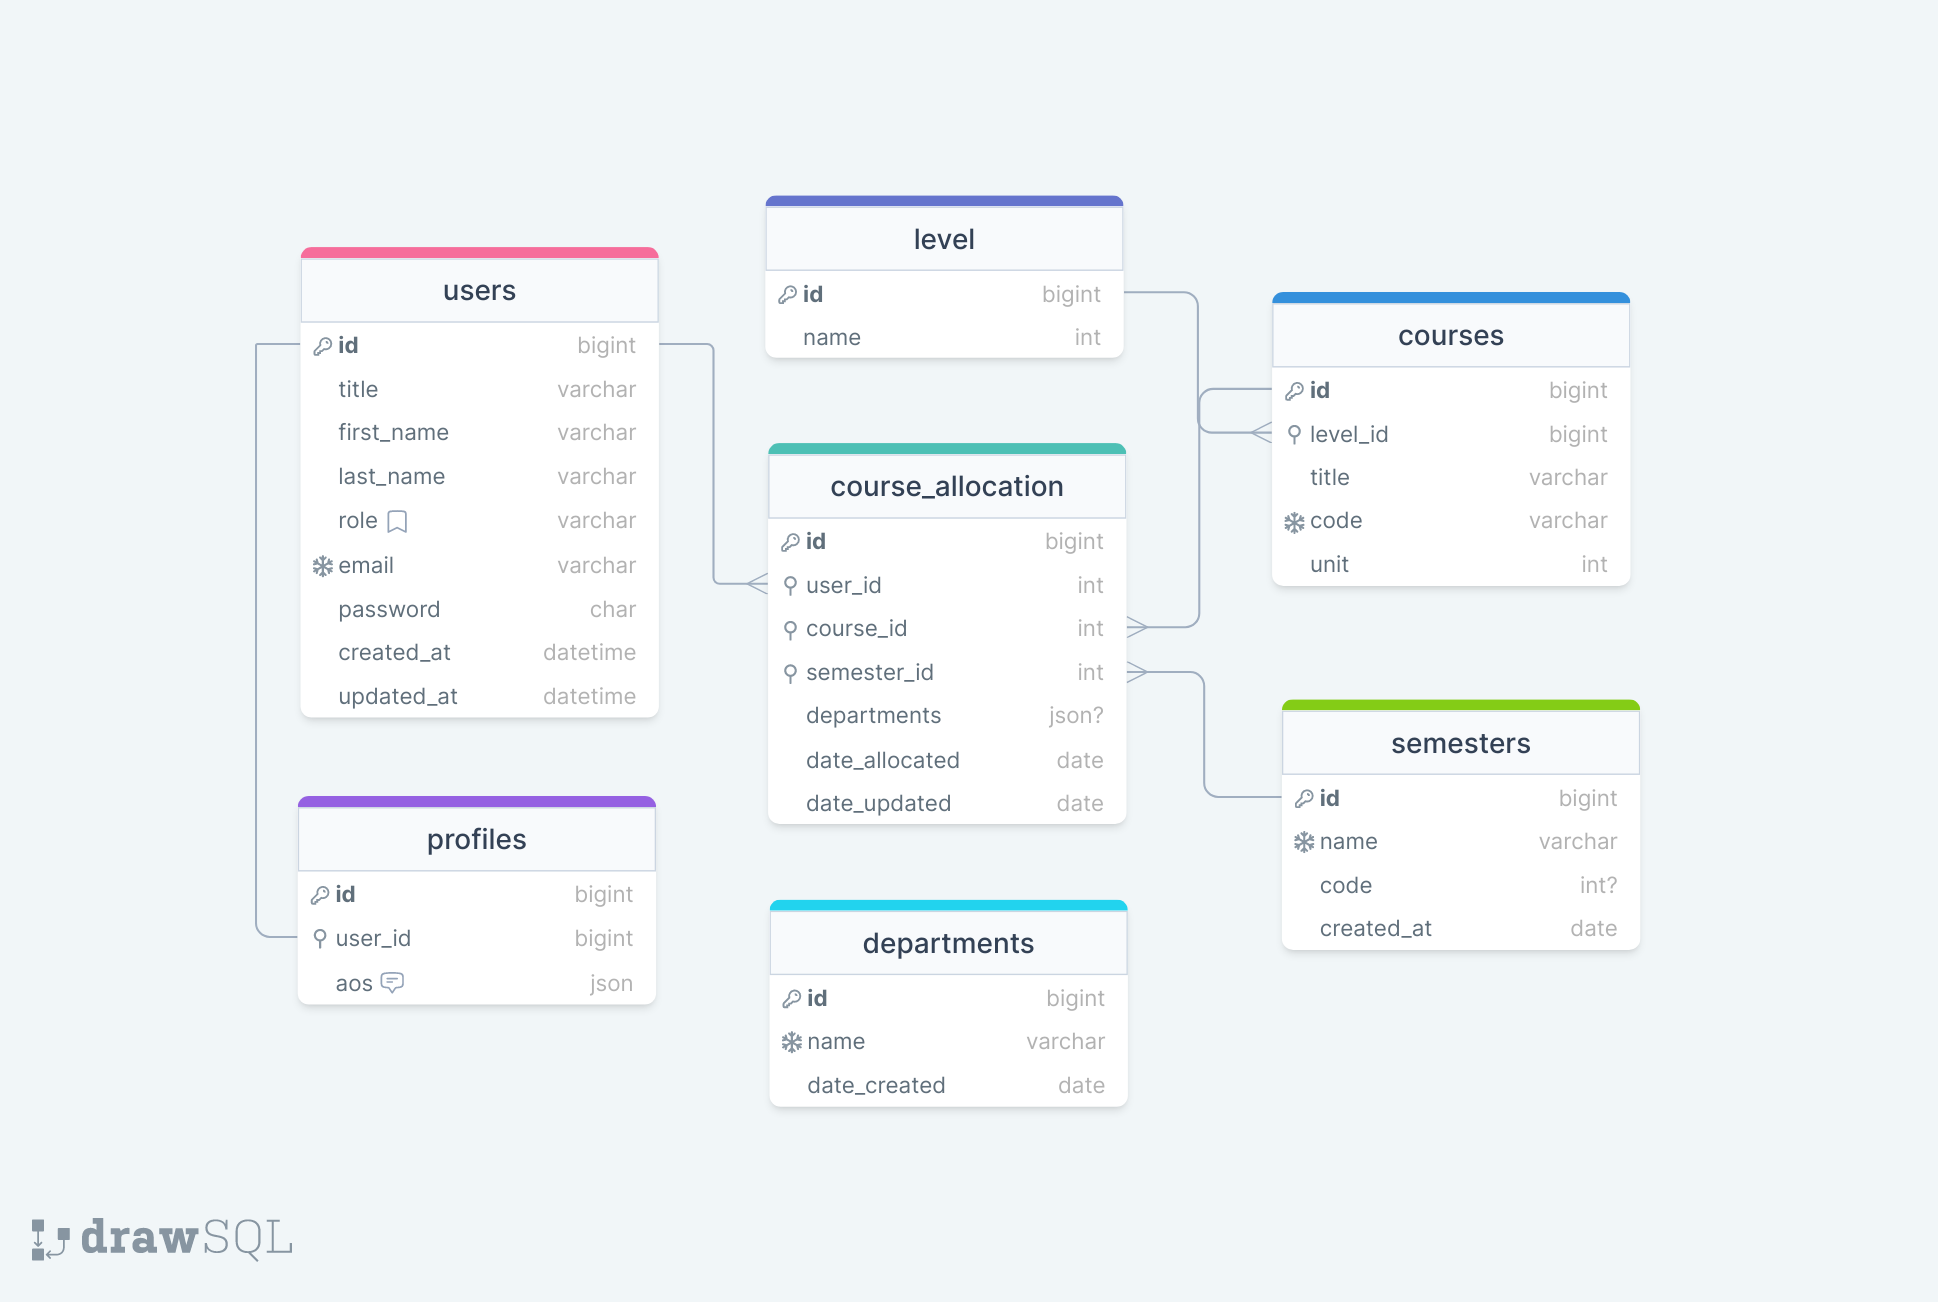 level
id bigint
name int
users
id bigint
title varchar
first_name varchar
last_name varchar
role varchar
email varchar
password char
created_at datetime
updated_at datetime
courses
id bigint
level_id bigint
title varchar
code varchar
unit int
course_allocation
id bigint
user_id int
course_id int
semester_id int
departments json?
date_allocated date
date_updated date
semesters
id bigint
name varchar
code int?
created_at date
profiles
id bigint
user_id bigint
aos json
departments
id bigint
name varchar
date_created date
drawSQL